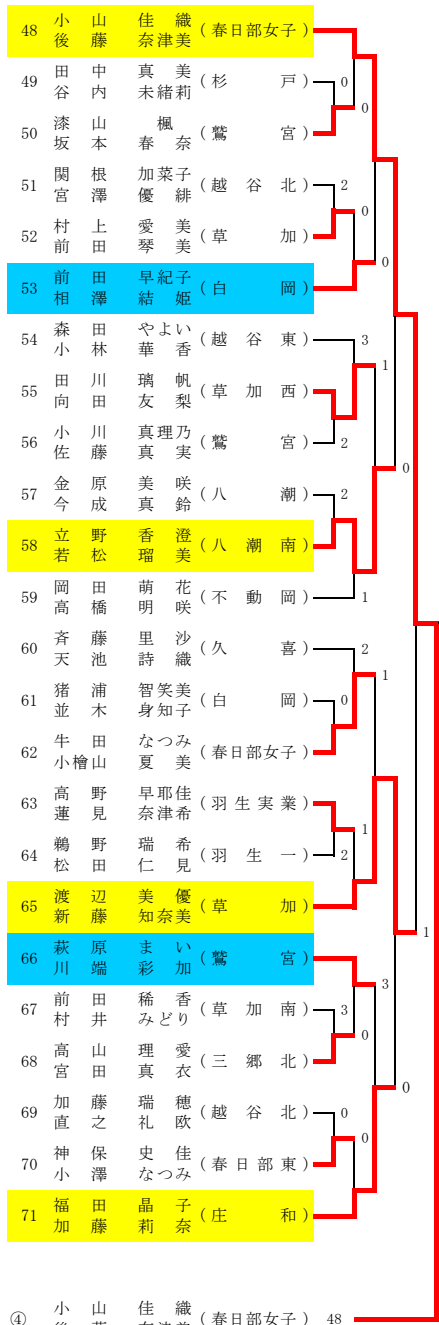 48 小山 佳織 (春日部女子)
後藤 奈津美
49 田中 真美 (杉戸) 0
谷内 未緒莉
0
50 漆山 楓 (鷲宮)
坂本 春奈
0
51 関根 加菜子 (越谷北) 2
宮澤 優緋
0
52 村上 愛美 (草加)
前田 琴美
53 前田 早紀子 (白岡)
相澤 結姫
54 森田 やよい (越谷東) 3
小林 華香
1
55 田川 璃帆 (草加西)
向田 友梨
56 小川 真理乃 (鷲宮) 2
佐藤 真実
0
57 金原 美咲 (八潮) 2
今成 真鈴
58 立野 香澄 (八潮南)
若松 瑠美
59 岡田 萌花 (不動岡) 1
高橋 明咲
60 斉藤 里沙 (久喜) 2
天池 詩織
1
61 猪浦 智笑美 (白岡) 0
並木 身知子
62 牛田 なつみ (春日部女子)
小檜山 夏美
63 高野 早耶佳 (羽生実業)
蓮見 奈津希
1
64 鵜野 瑞希 (羽生一) 2
松田 仁見
65 渡辺 美優 (草加)
新藤 知奈美
1
66 萩原 まい (鷲宮)
川端 彩加
3
67 前田 稀香 (草加南) 3
村井 みどり
0
68 高山 理愛 (三郷北)
宮田 真衣
0
69 加藤 瑞穂 (越谷北) 0
直之 礼欧
0
70 神保 史佳 (春日部東)
小澤 なつみ
71 福田 晶子 (庄和)
加藤 莉奈
④ 小山 佳織 (春日部女子) 48
後藤 奈津美